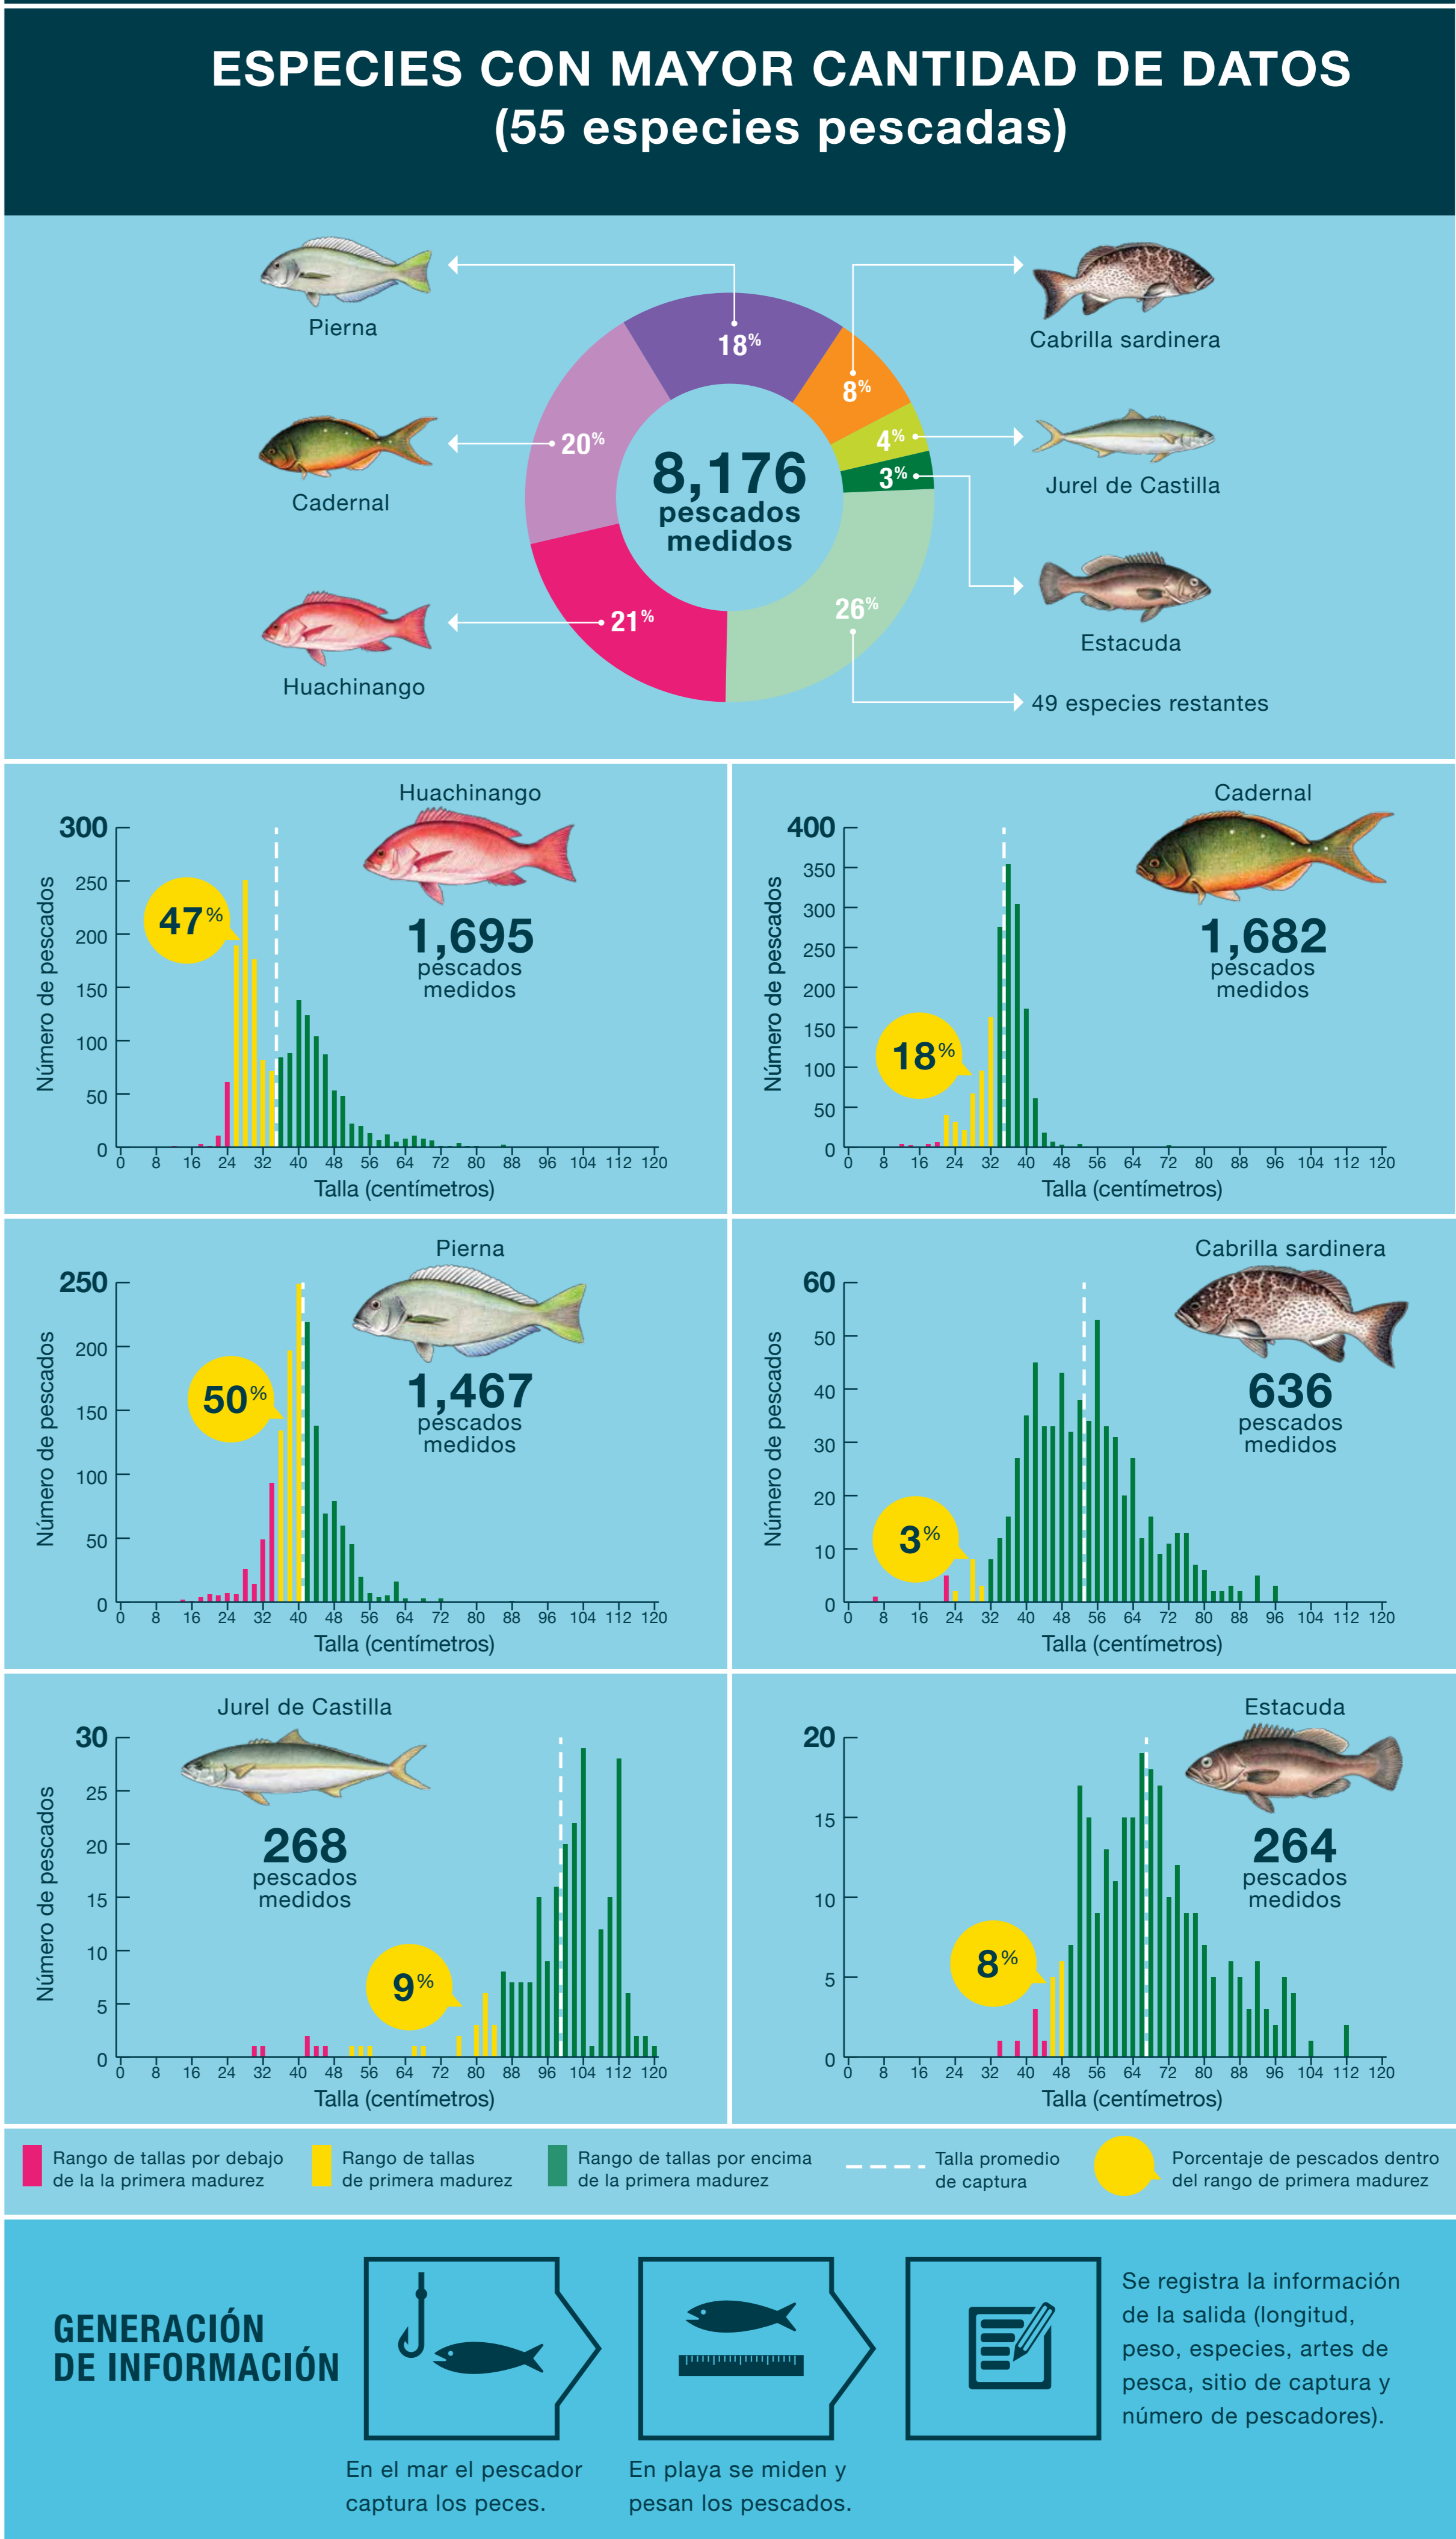 ESPECIES CON MAYOR CANTIDAD DE DATOS
(55 especies pescadas)
Pierna
Cadernal
Huachinango
18%
20%
21%
8%
4%
3%
26%
8,176
pescados
medidos
Cabrilla sardinera
Jurel de Castilla
Estacuda
49 especies restantes
Huachinango
1,695
pescados
medidos
47%
Número de pescados
300
250
200
150
100
50
0
0 8 16 24 32 40 48 56 64 72 80 88 96 104 112 120
Talla (centímetros)
Cadernal
1,682
pescados
medidos
18%
Número de pescados
400
350
300
250
200
150
100
50
0
0 8 16 24 32 40 48 56 64 72 80 88 96 104 112 120
Talla (centímetros)
Pierna
1,467
pescados
medidos
50%
Número de pescados
250
200
150
100
50
0
0 8 16 24 32 40 48 56 64 72 80 88 96 104 112 120
Talla (centímetros)
Cabrilla sardinera
636
pescados
medidos
3%
Número de pescados
60
50
40
30
20
10
0
0 8 16 24 32 40 48 56 64 72 80 88 96 104 112 120
Talla (centímetros)
Jurel de Castilla
268
pescados
medidos
9%
Número de pescados
30
25
20
15
10
5
0
0 8 16 24 32 40 48 56 64 72 80 88 96 104 112 120
Talla (centímetros)
Estacuda
264
pescados
medidos
8%
20
15
10
5
0
0 8 16 24 32 40 48 56 64 72 80 88 96 104 112 120
Talla (centímetros)
Rango de tallas por debajo
de la la primera madurez
Rango de tallas
de primera madurez
Rango de tallas por encima
de la primera madurez
Talla promedio
de captura
Porcentaje de pescados dentro
del rango de primera madurez
GENERACIÓN
DE INFORMACIÓN
En el mar el pescador
captura los peces.
En playa se miden y
pesan los pescados.
Se registra la información
de la salida (longitud,
peso, especies, artes de
pesca, sitio de captura y
número de pescadores).